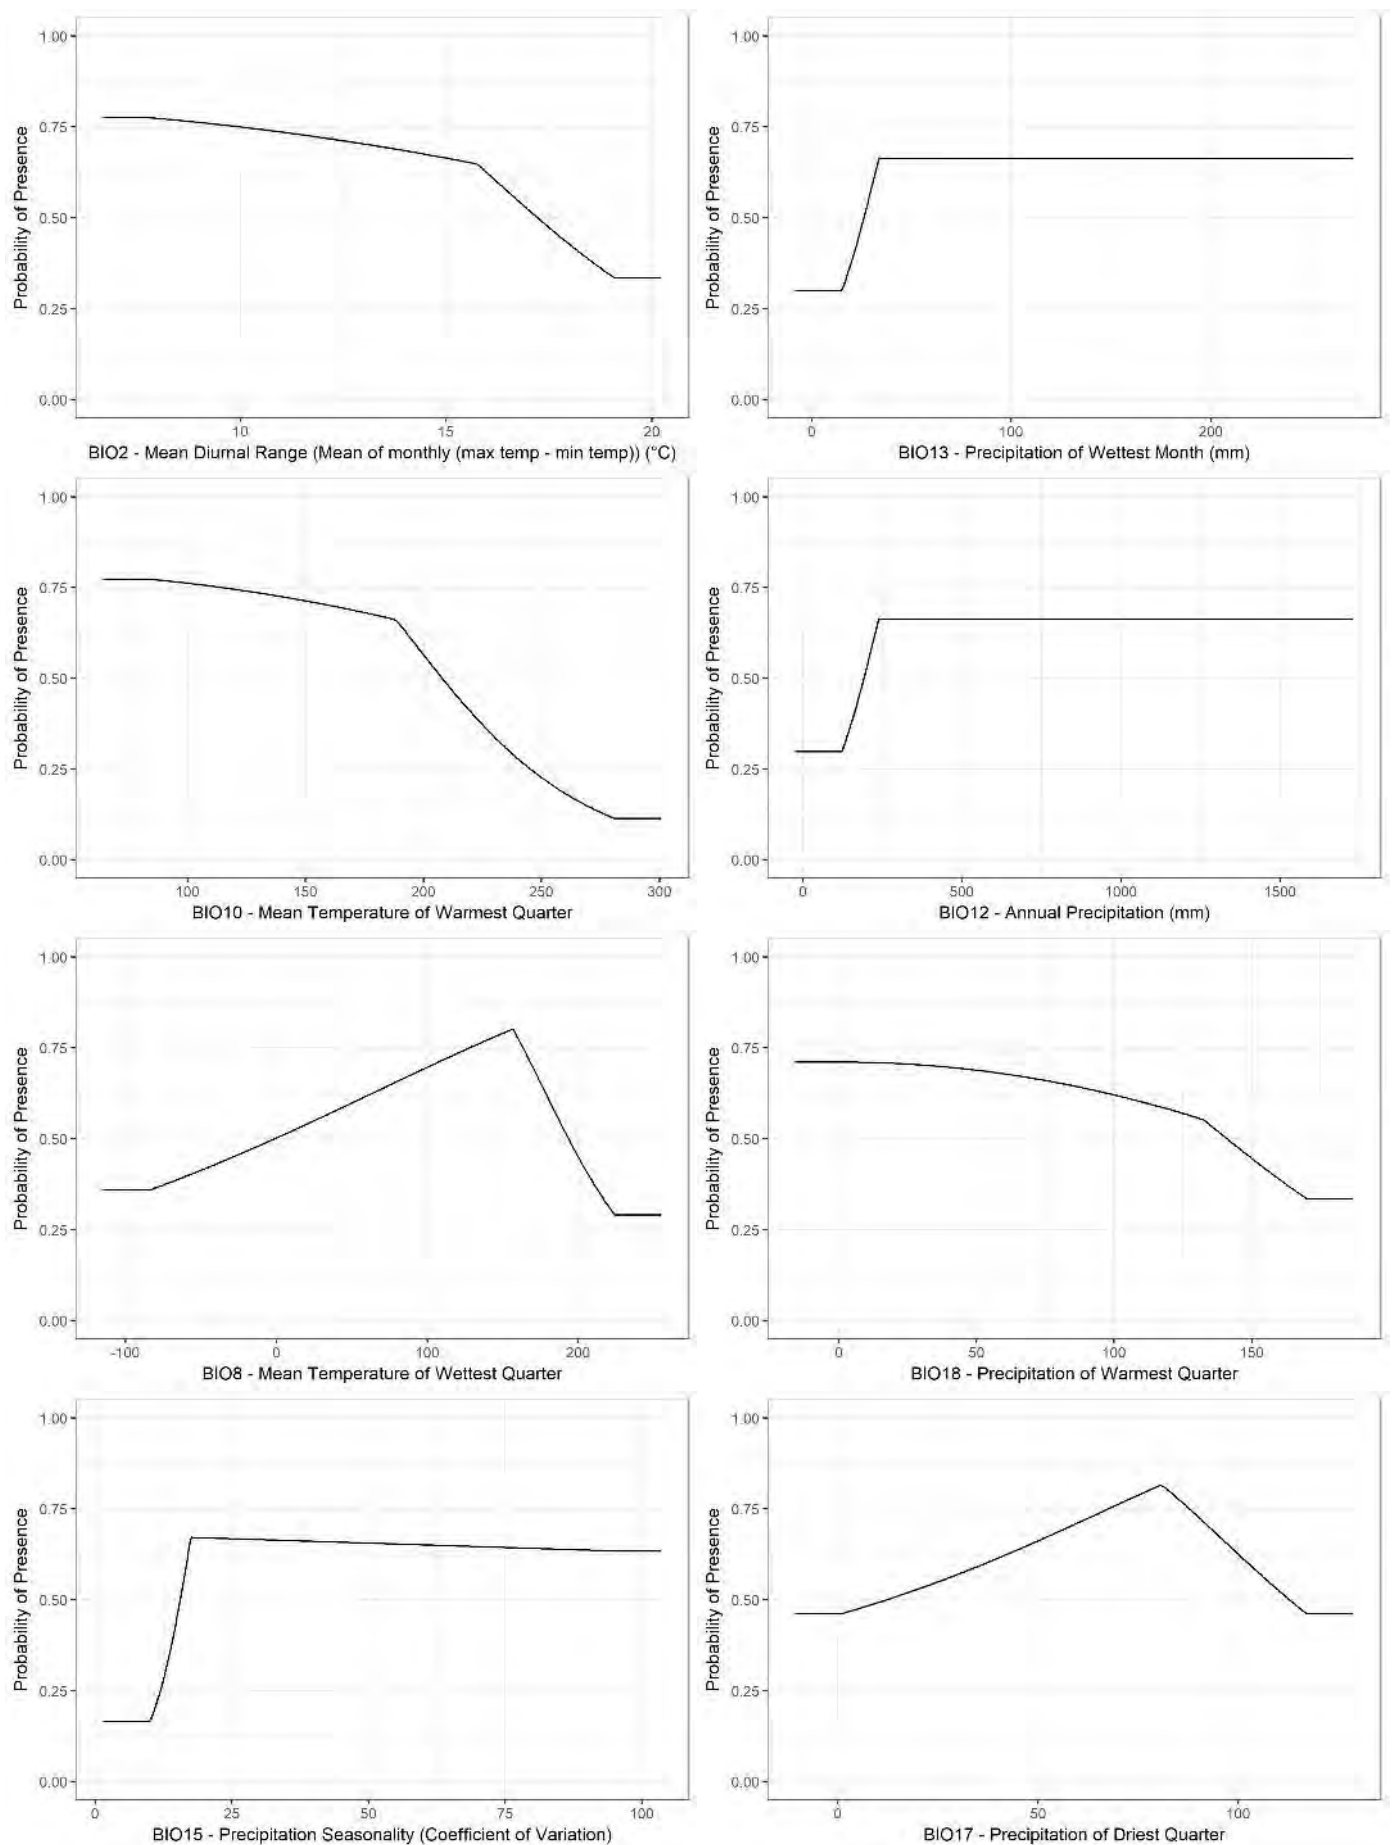 1.00
0.75
0.50
0.25
0.00
Probability of Presence
10 15 20
BIO2 - Mean Diurnal Range (Mean of monthly (max temp - min temp)) (°C)
1.00
0.75
0.50
0.25
0.00
Probability of Presence
0 100 200
BIO13 - Precipitation of Wettest Month (mm)
1.00
0.75
0.50
0.25
0.00
Probability of Presence
100 150 200 250 300
BIO10 - Mean Temperature of Warmest Quarter
1.00
0.75
0.50
0.25
0.00
Probability of Presence
0 500 1000 1500
BIO12 - Annual Precipitation (mm)
1.00
0.75
0.50
0.25
0.00
Probability of Presence
-100 0 100 200
BIO8 - Mean Temperature of Wettest Quarter
1.00
0.75
0.50
0.25
0.00
Probability of Presence
0 50 100 150
BIO18 - Precipitation of Warmest Quarter
1.00
0.75
0.50
0.25
0.00
Probability of Presence
0 25 50 75 100
BIO15 - Precipitation Seasonality (Coefficient of Variation)
1.00
0.75
0.50
0.25
0.00
Probability of Presence
0 50 100
BIO17 - Precipitation of Driest Quarter